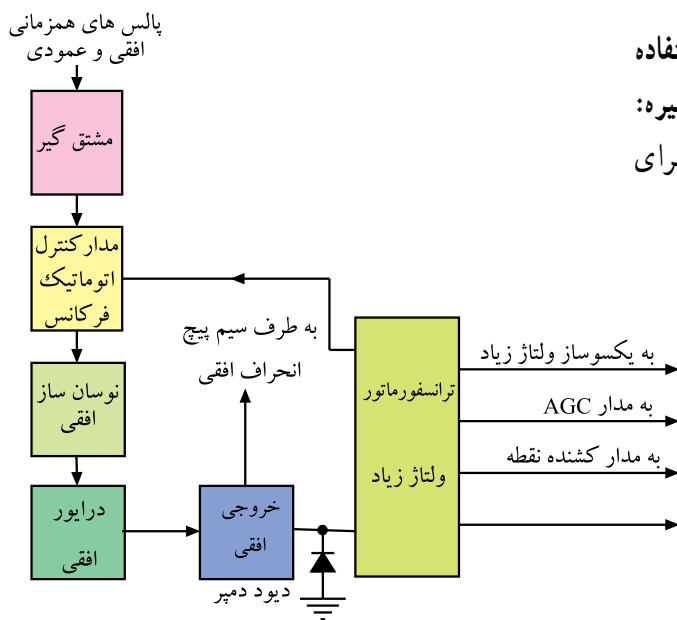 پالس های همزمانی
افقی و عمودی
مشتق گیر
مدار کنترل
اتوماتیک
فرکانس
نوسان ساز
افقی
درایور
افقی
خروجی
افقی
به طرف سیم پیچ
انحراف افقی
دیود دمپر
ترانسفورماتور
ولتاژ زیاد
به یکسوساز ولتاژ زیاد
به مدار AGC
به مدار کشنده نقطه